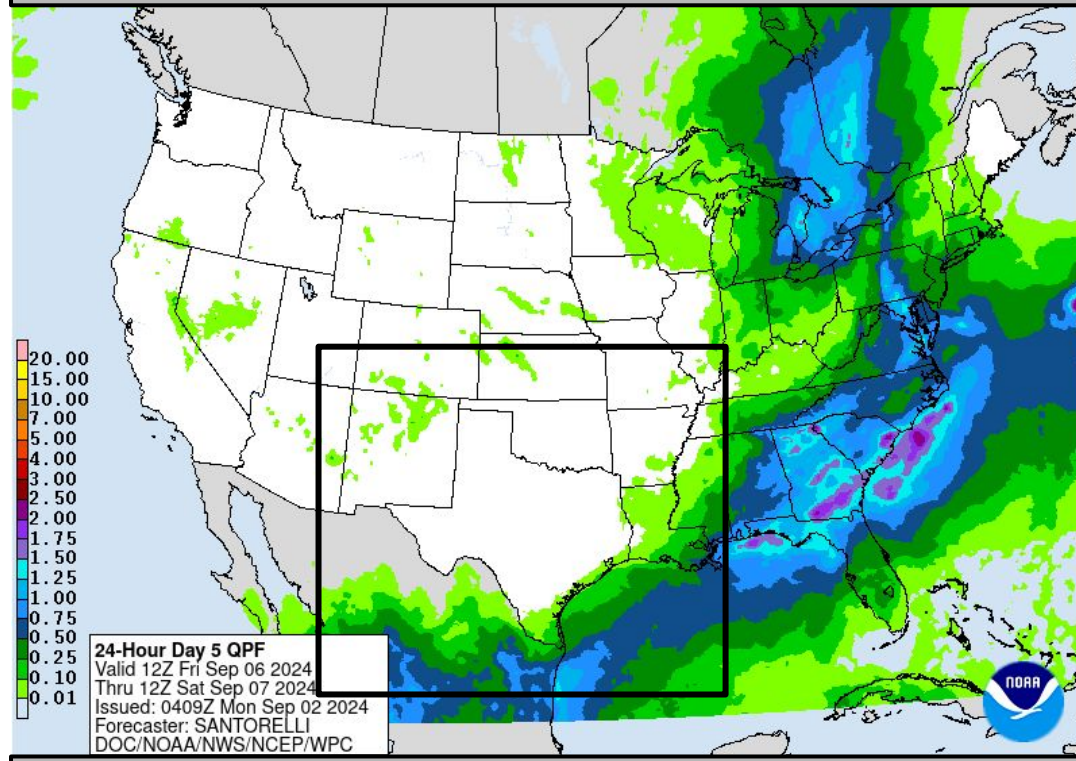 20.00
15.00
10.00
7.00
5.00
4.00
3.00
2.50
2.00
1.75
1.50
1.25
1.00
0.75
0.50
0.25
0.10
0.01
24-Hour Day 5 QPF
Valid 12Z Fri Sep 06 2024
Thru 12Z Sat Sep 07 2024
Issued: 0409Z Mon Sep 02 2024
Forecaster: SANTORELLI
DOC/NOAA/NWS/NCEP/WPC
NOAA